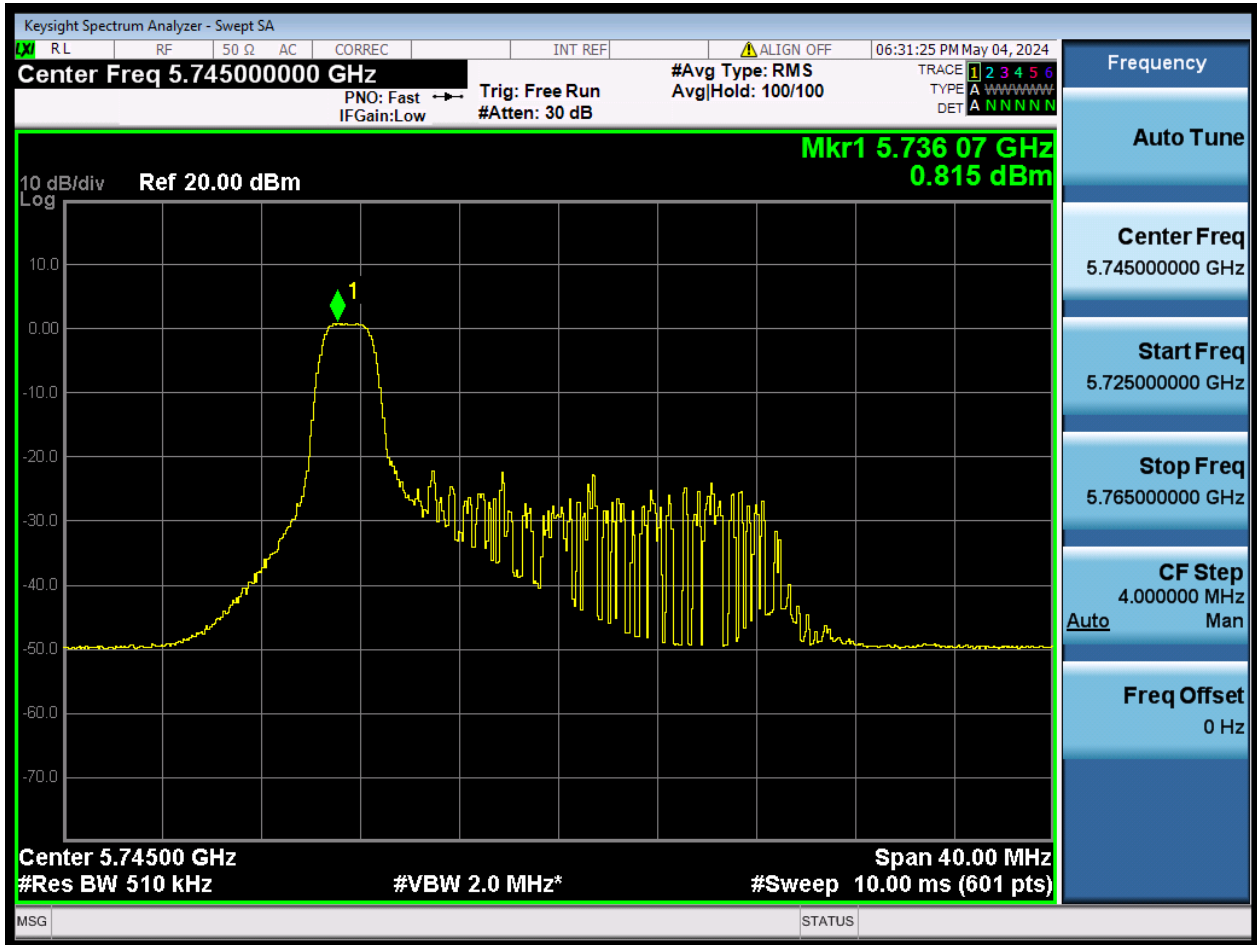 Keysight Spectrum Analyzer - Swept SA
LXI RL RF 50 Ω AC CORREC INT REF ALIGN OFF 06:31:25 PM May 04, 2024
Center Freq 5.745000000 GHz
PNO: Fast
IFGain:Low
Trig: Free Run
#Atten: 30 dB
#Avg Type: RMS
Avg|Hold: 100/100
TRACE 1 2 3 4 5 6
TYPE A WWWWW
DET A N N N N N
Mkr1 5.736 07 GHz
0.815 dBm
10 dB/div Ref 20.00 dBm
Log
10.0
0.00
-10.0
-20.0
-30.0
-40.0
-50.0
-60.0
-70.0
1
Center 5.74500 GHz Span 40.00 MHz
#Res BW 510 kHz #VBW 2.0 MHz* #Sweep 10.00 ms (601 pts)
MSG STATUS
Frequency
Auto Tune
Center Freq
5.745000000 GHz
Start Freq
5.725000000 GHz
Stop Freq
5.765000000 GHz
CF Step
4.000000 MHz
Auto Man
Freq Offset
0 Hz